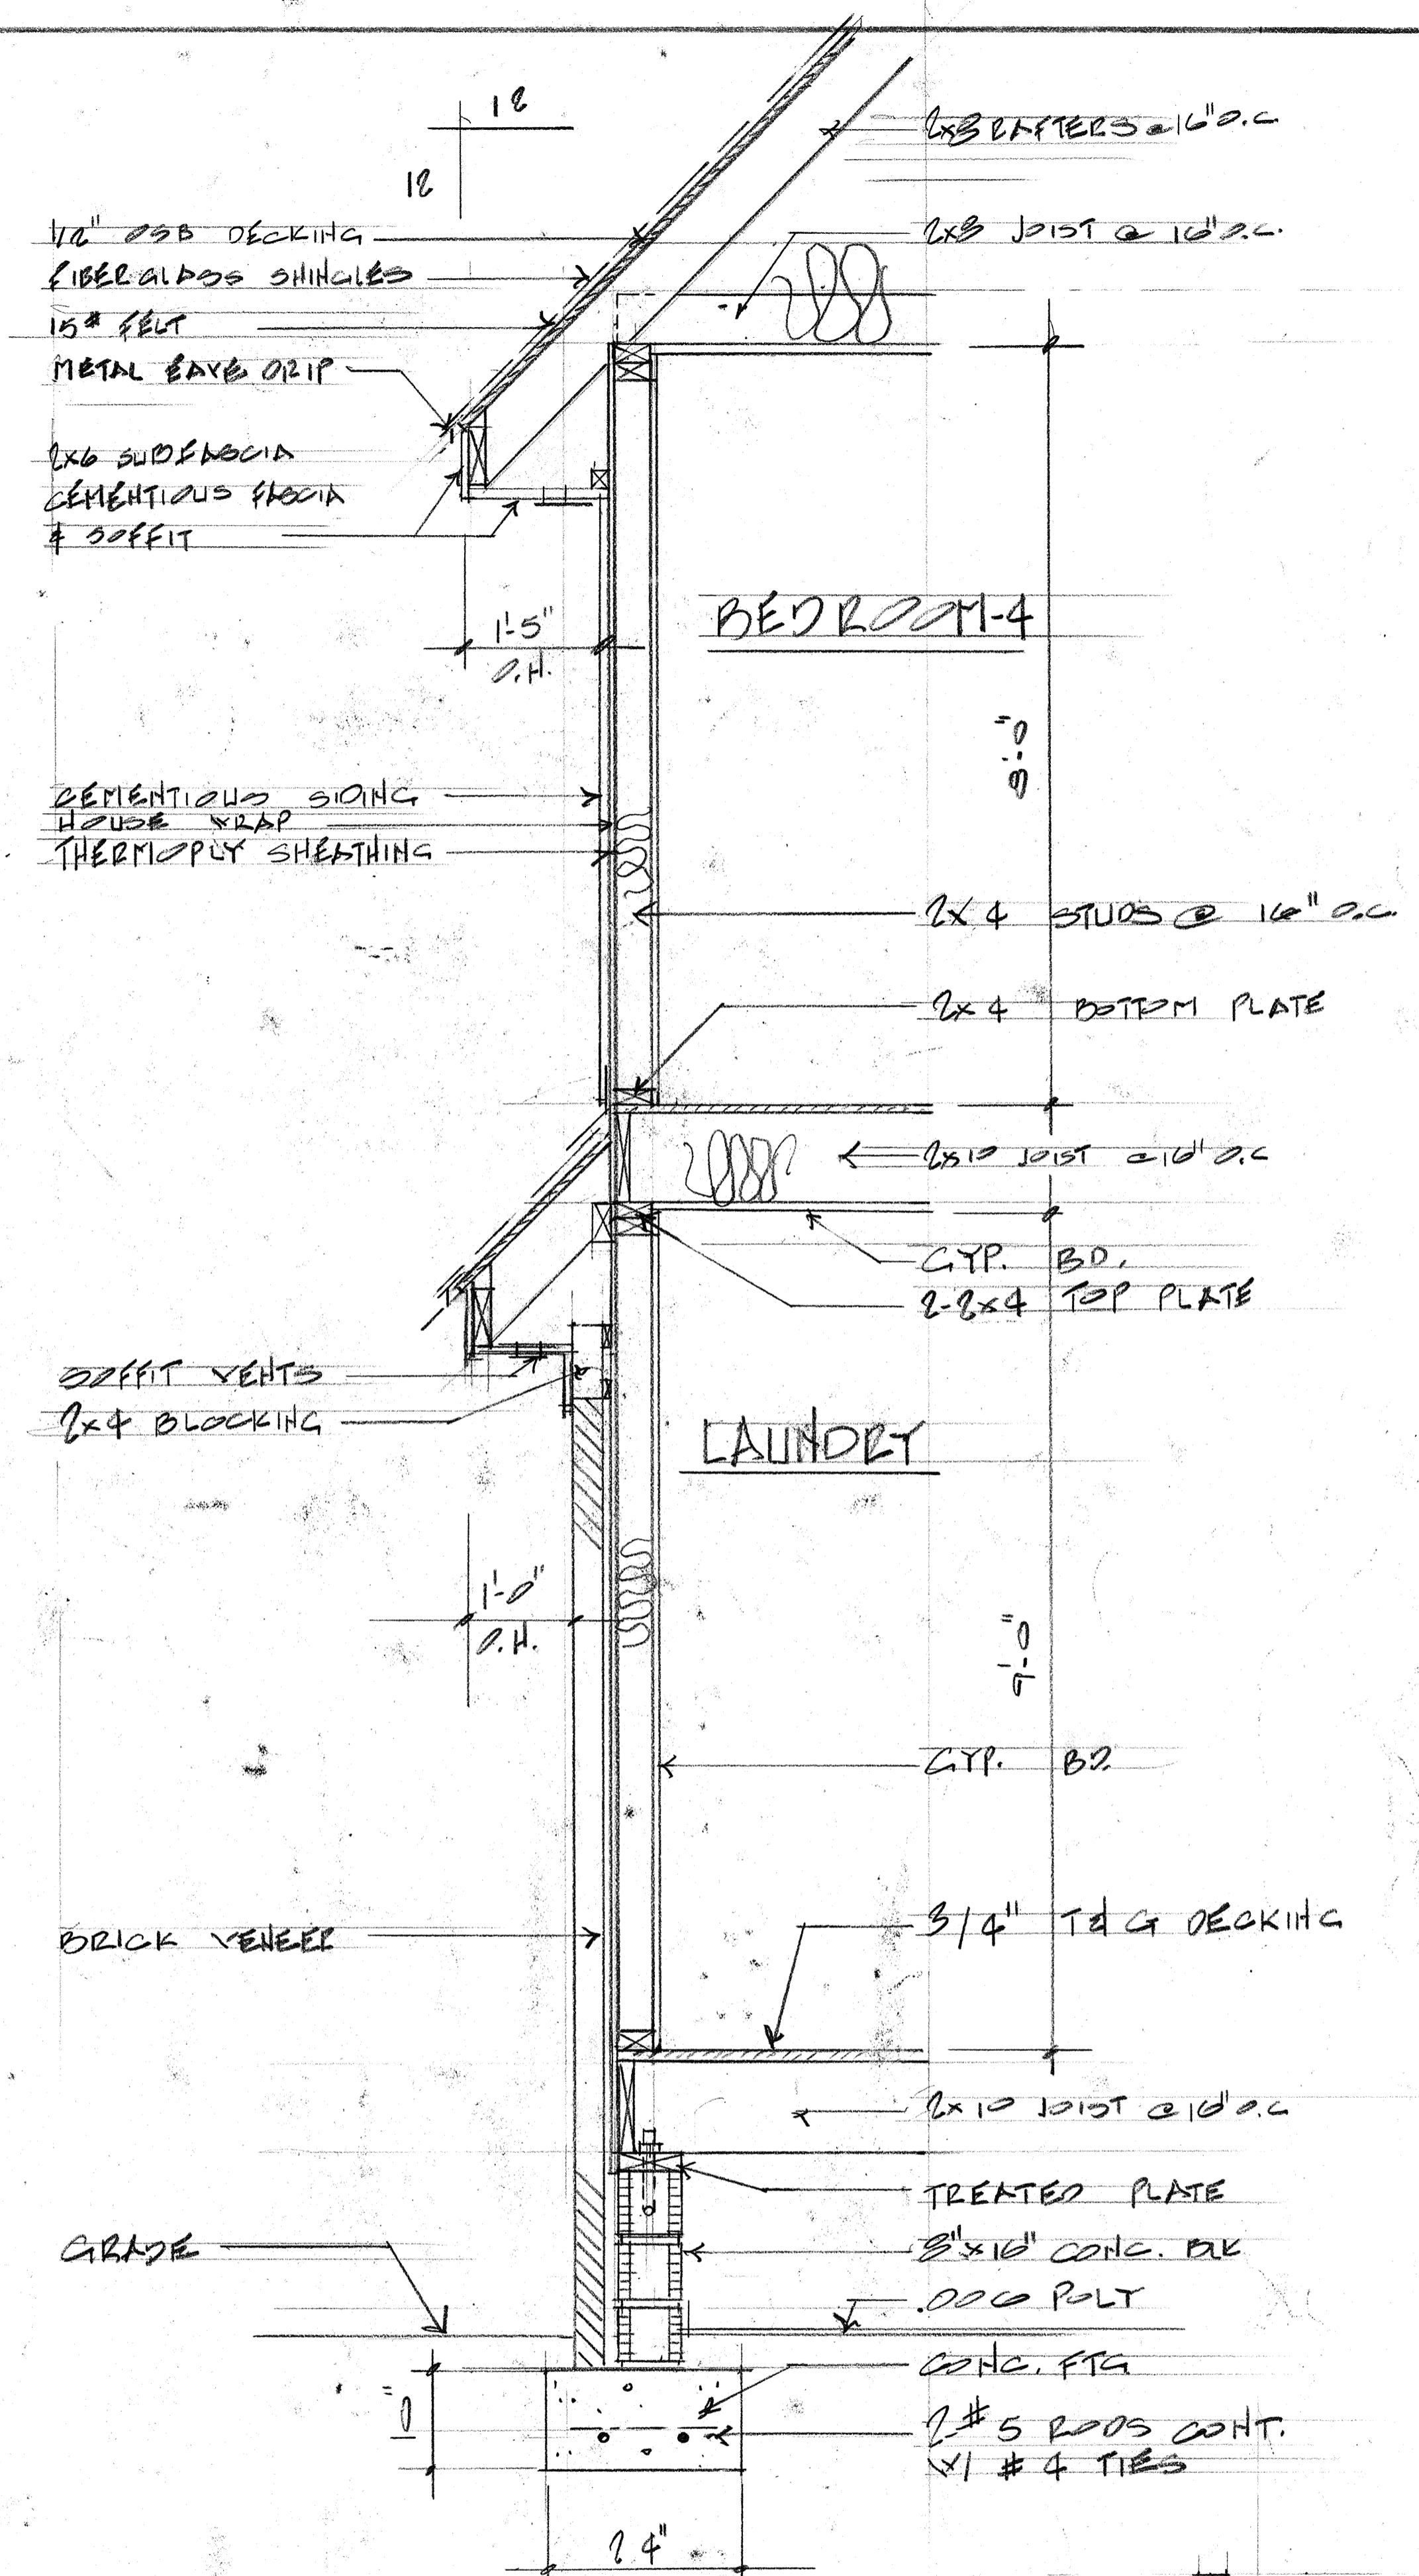 12
12
2x8 RAFTERS @ 16" O.C.
1/2" OSB DECKING
2x8 JOIST @ 16" O.C.
FIBERGLASS SHINGLES
15# FELT
METAL EAVE DRIP
2x6 SUBFASCIA
CEMENTIOUS FASCIA
& SOFFIT
BEDROOM-4
1'-5"
O.H.
8'-0"
CEMENTIOUS SIDING
HOUSE WRAP
THERMOPLY SHEATHING
2x4 STUDS @ 16" O.C.
2x4 BOTTOM PLATE
2x10 JOIST @ 16" O.C
GYP. BD.
2-2x4 TOP PLATE
SOFFIT VENTS
2x4 BLOCKING
LAUNDRY
1'-0"
O.H.
9'-0"
GYP. BD.
3/4" T&G DECKING
BRICK VENEER
2x10 JOIST @ 16" O.C
TREATED PLATE
GRADE
8"x16" CONC. BLK
.006 POLY
CONC. FTG
2-#5 RODS CONT.
W/ #4 TIES
24"